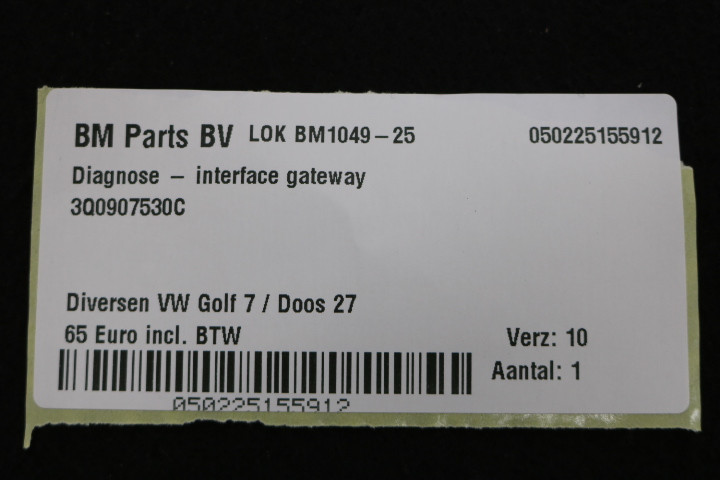 BM Parts BV LOK BM1049-25 050225155912
Diagnose - interface gateway
3Q0907530C
Diversen VW Golf 7 / Doos 27
65 Euro incl. BTW Verz: 10
Aantal: 1
050225155912